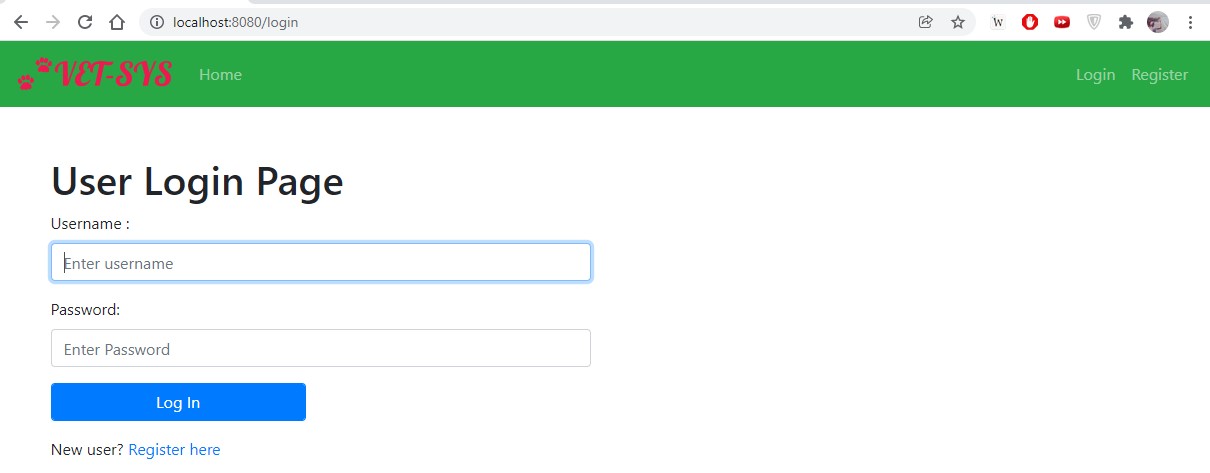 localhost:8080/login
W
VET-SYS Home Login Register
User Login Page
Username :
Enter username
Password:
Enter Password
Log In
New user? Register here